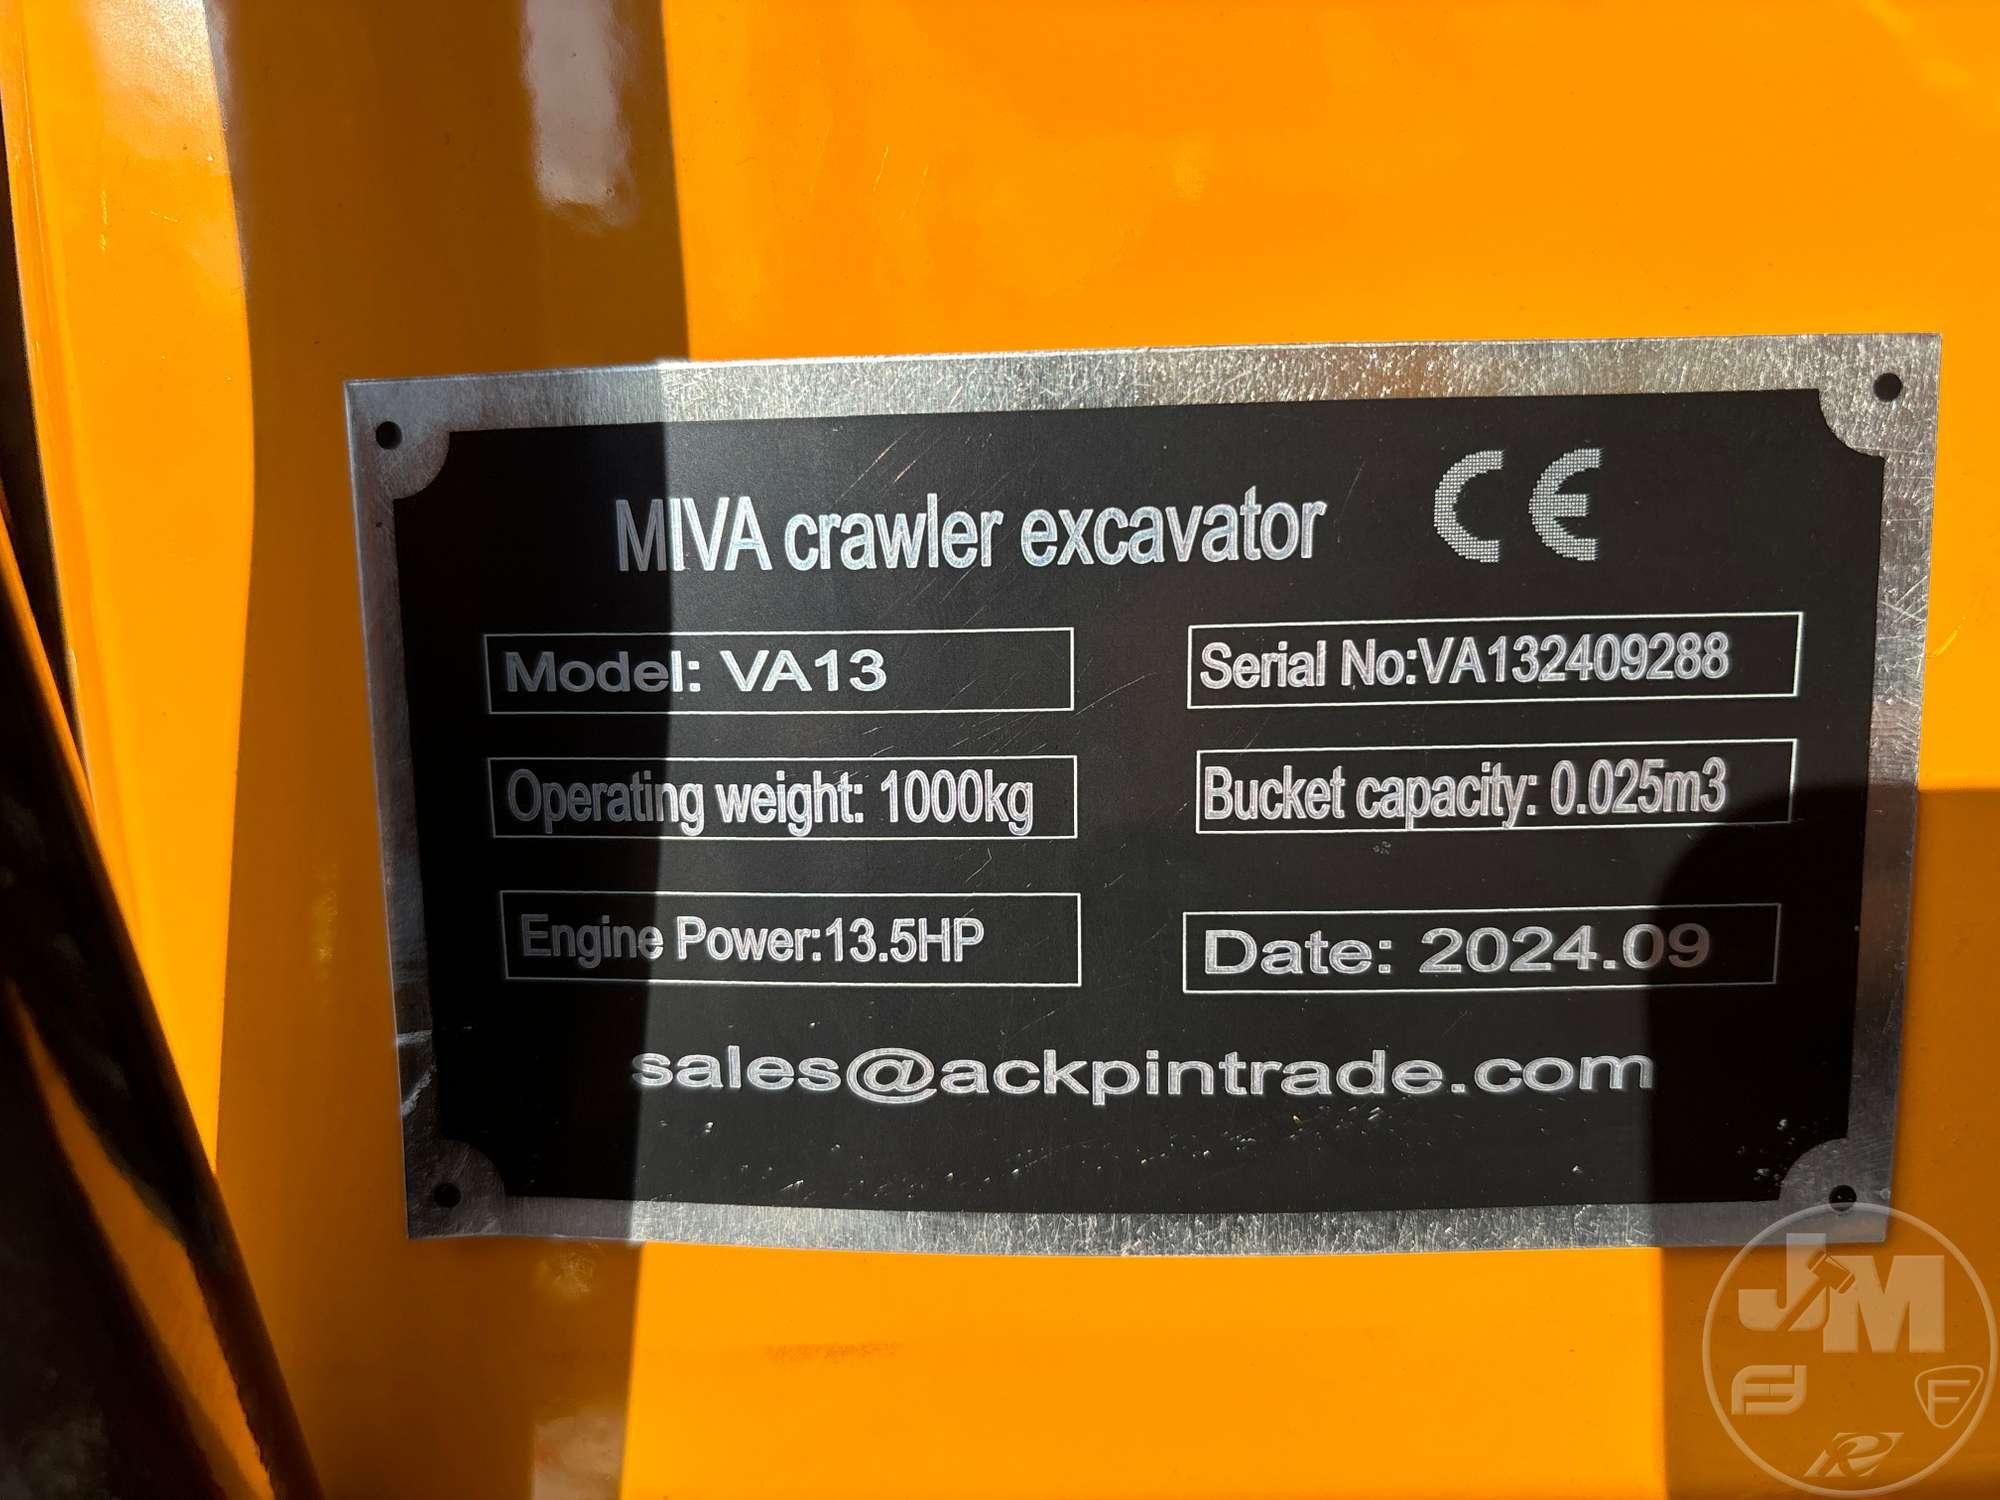 MIVA crawler excavator CE
Model: VA13
Serial No:VA132409288
Operating weight: 1000kg
Bucket capacity: 0.025m3
Engine Power:13.5HP
Date: 2024.09
sales@ackpintrade.com
JM
F
R